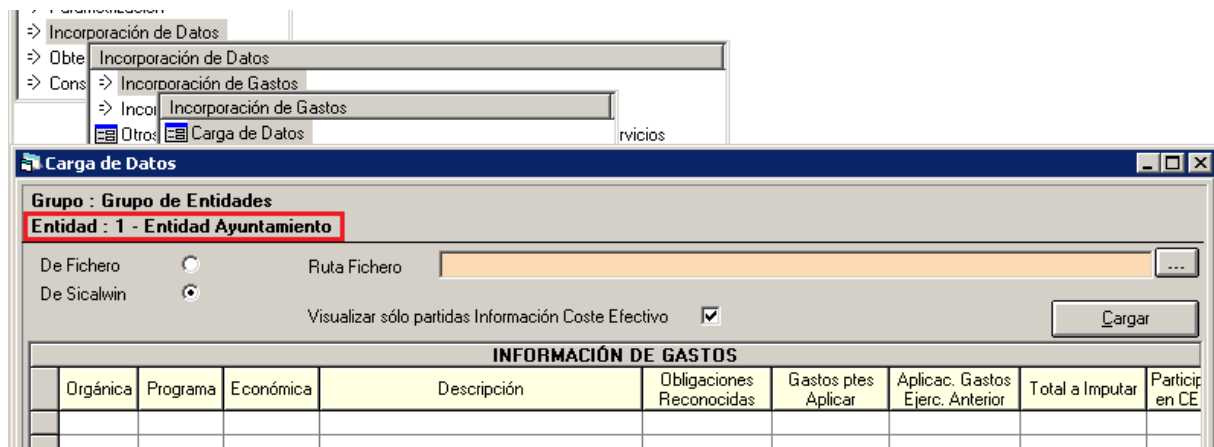 => Incorporación de Datos
=> Obte Incorporación de Datos
=> Cons => Incorporación de Gastos
=> Incor Incorporación de Gastos
Otros Carga de Datos rvicios
Carga de Datos
Grupo : Grupo de Entidades
Entidad : 1 - Entidad Ayuntamiento
De Fichero Ruta Fichero ...
De Sicalwin
Visualizar sólo partidas Información Coste Efectivo Cargar
INFORMACIÓN DE GASTOS
Orgánica Programa Económica Descripción Obligaciones Reconocidas Gastos ptes Aplicar Aplicac. Gastos Ejerc. Anterior Total a Imputar Particip en CE